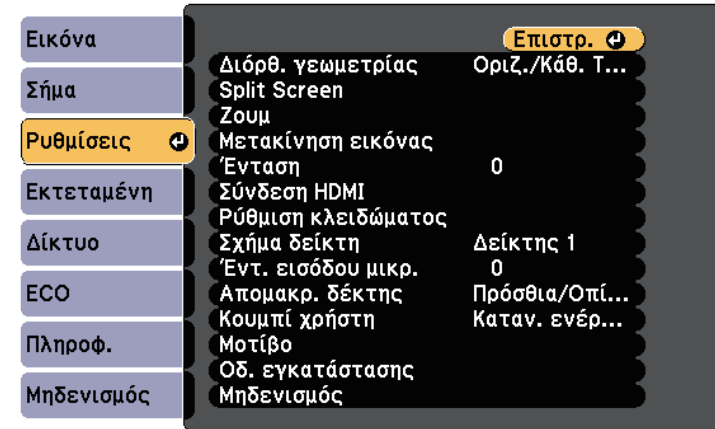 Εικόνα
Σήμα
Ρυθμίσεις
Εκτεταμένη
Δίκτυο
ECO
Πληροφ.
Μηδενισμός
Επιστρ.
Διόρθ. γεωμετρίας Οριζ./Κάθ. Τ...
Split Screen
Ζουμ
Μετακίνηση εικόνας
Ένταση 0
Σύνδεση HDMI
Ρύθμιση κλειδώματος
Σχήμα δείκτη Δείκτης 1
Έντ. εισόδου μικρ. 0
Απομακρ. δέκτης Πρόσθια/Οπί...
Κουμπί χρήστη Καταν. ενέρ...
Μοτίβο
Οδ. εγκατάστασης
Μηδενισμός